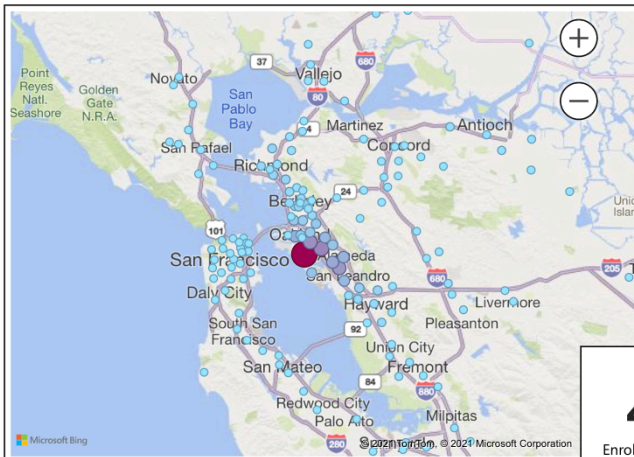 37
680
Vallejo
Novato
Point
Reyes
Natl.
Seashore
Golden
Gate
N.R.A.
San
Pablo
Bay
80
4
Martinez
Antioch
Concord
San Rafael
Richmond
24
Berkeley
101
San Francisco
Alameda
San Leandro
680
205
Daly City
Hayward
Livermore
Pleasanton
South San
Francisco
92
Union City
San Mateo
Fremont
84
880
Redwood City
Palo Alto
Milpitas
280
Microsoft Bing
© 2021 TomTom, © 2021 Microsoft Corporation